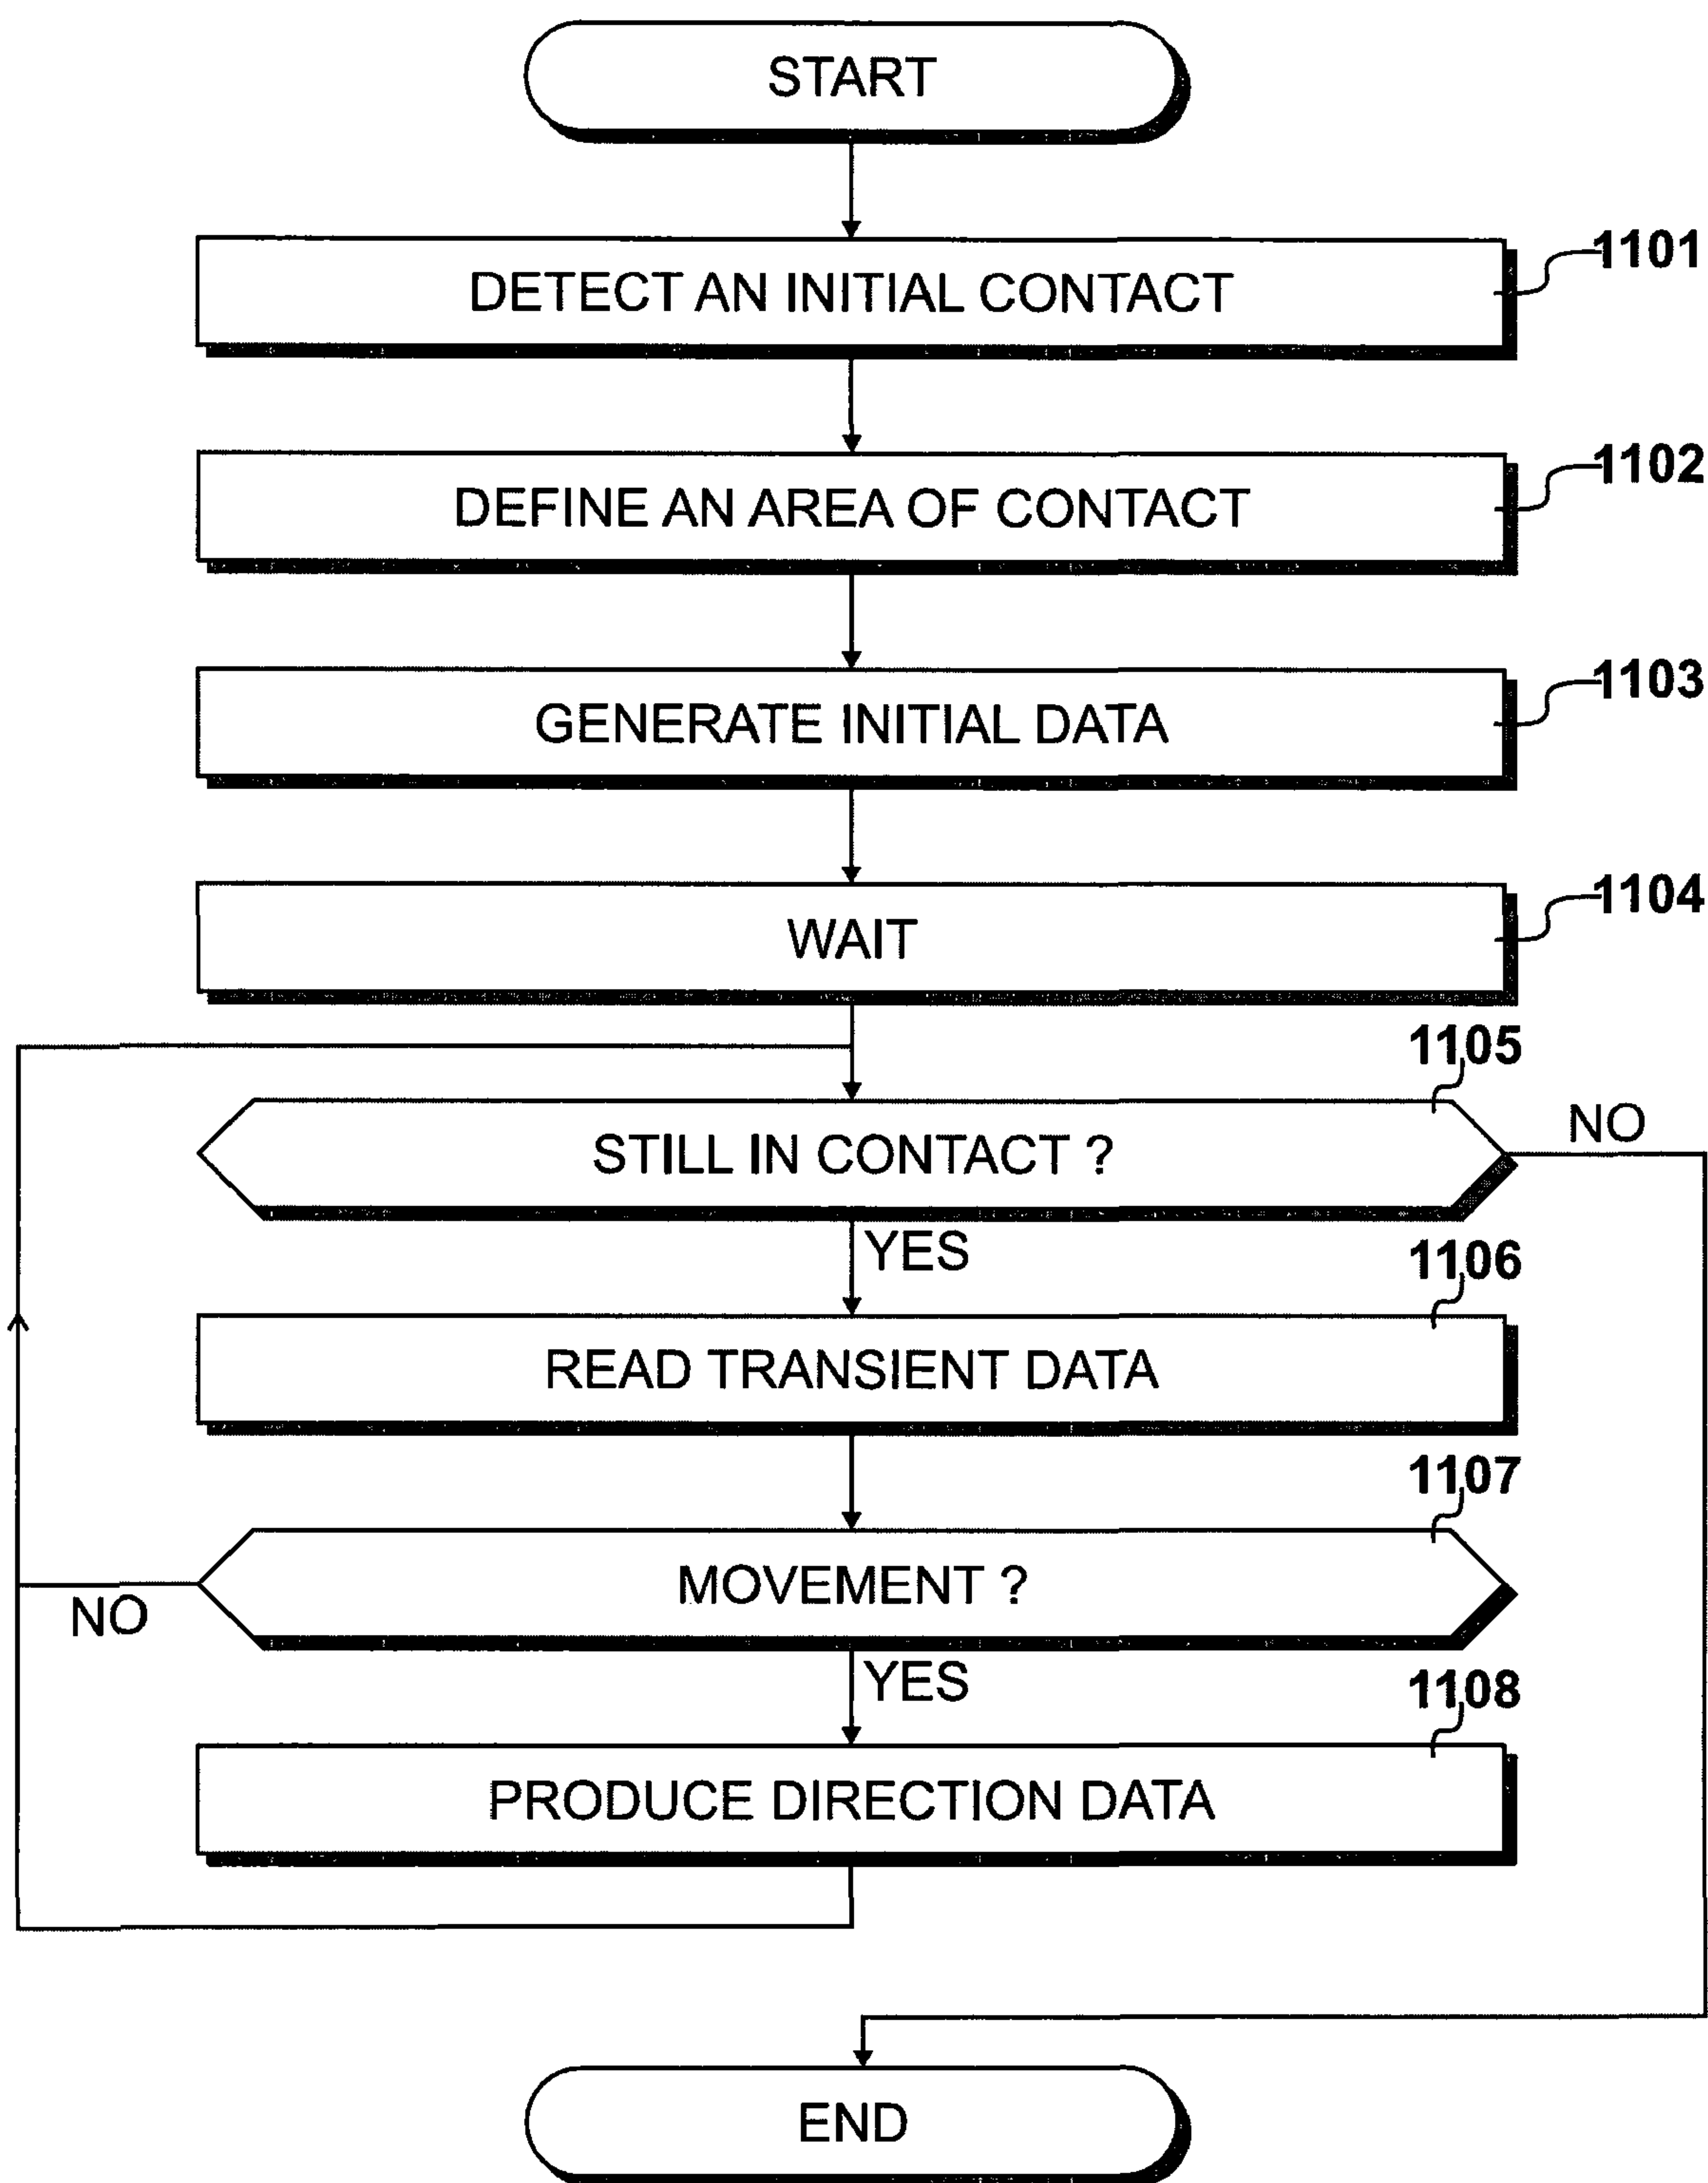 START
1101
DETECT AN INITIAL CONTACT
1102
DEFINE AN AREA OF CONTACT
1103
GENERATE INITIAL DATA
1104
WAIT
1105
NO
STILL IN CONTACT ?
YES
1106
READ TRANSIENT DATA
1107
MOVEMENT ?
NO
YES
1108
PRODUCE DIRECTION DATA
END